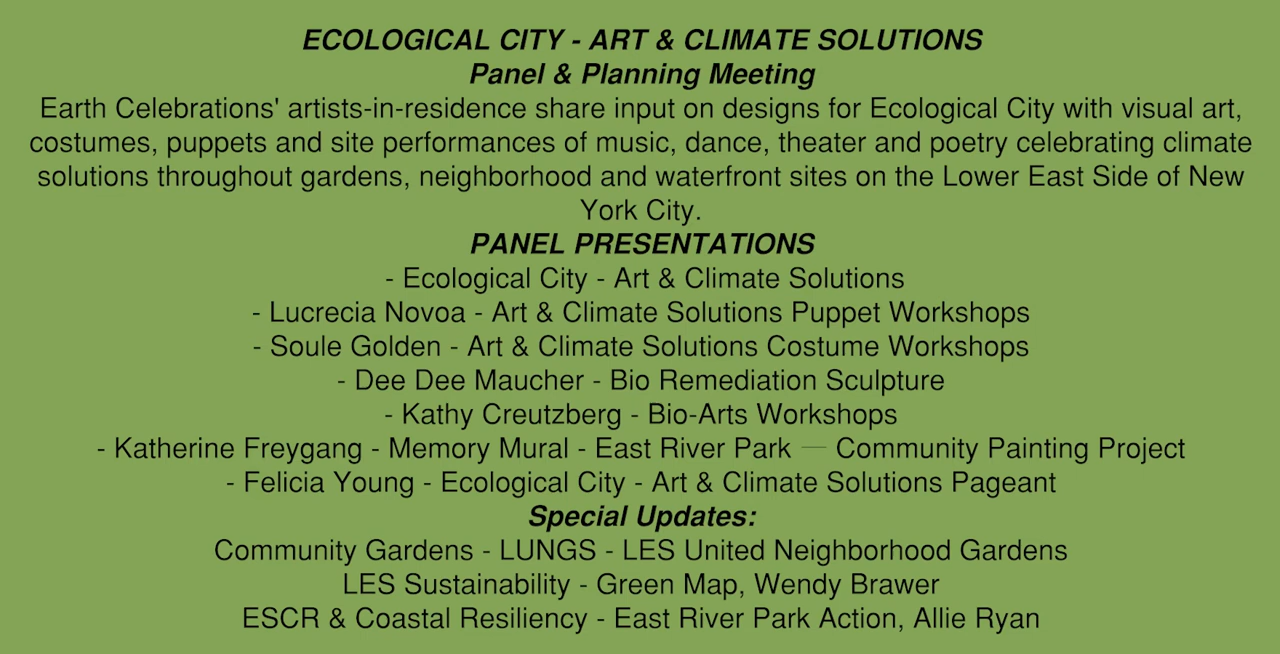 ECOLOGICAL CITY - ART & CLIMATE SOLUTIONS
Panel & Planning Meeting
Earth Celebrations' artists-in-residence share input on designs for Ecological City with visual art,
costumes, puppets and site performances of music, dance, theater and poetry celebrating climate
solutions throughout gardens, neighborhood and waterfront sites on the Lower East Side of New
York City.
PANEL PRESENTATIONS
- Ecological City - Art & Climate Solutions
- Lucrecia Novoa - Art & Climate Solutions Puppet Workshops
- Soule Golden - Art & Climate Solutions Costume Workshops
- Dee Dee Maucher - Bio Remediation Sculpture
- Kathy Creutzberg - Bio-Arts Workshops
- Katherine Freygang - Memory Mural - East River Park — Community Painting Project
- Felicia Young - Ecological City - Art & Climate Solutions Pageant
Special Updates:
Community Gardens - LUNGS - LES United Neighborhood Gardens
LES Sustainability - Green Map, Wendy Brawer
ESCR & Coastal Resiliency - East River Park Action, Allie Ryan